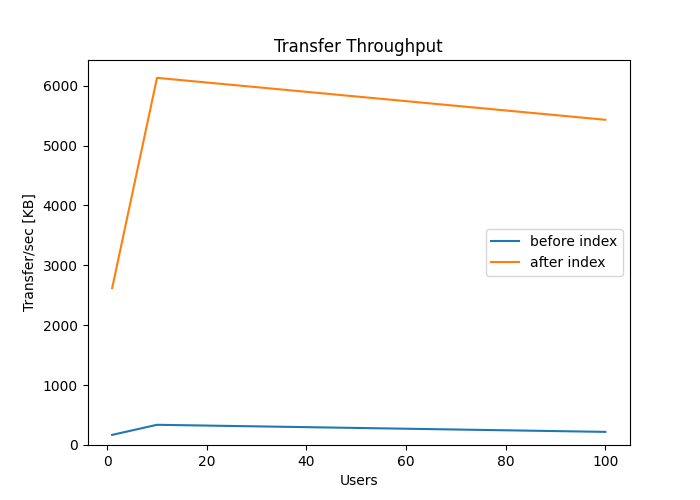 Transfer Throughput
Transfer/sec [KB]
6000
5000
4000
3000
2000
1000
0
before index
after index
0 20 40 60 80 100
Users